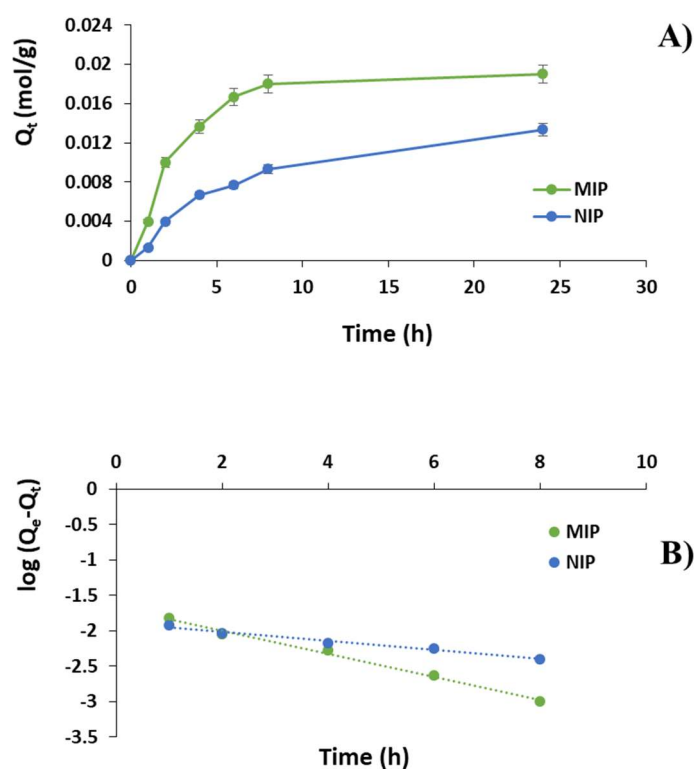 A)
Qt (mol/g)
0.024
0.02
0.016
0.012
0.008
0.004
0
MIP
NIP
0 5 10 15 20 25 30
Time (h)
B)
log (Qe-Qt)
0 2 4 6 8 10
0
-0.5
-1
-1.5
-2
-2.5
-3
-3.5
MIP
NIP
Time (h)